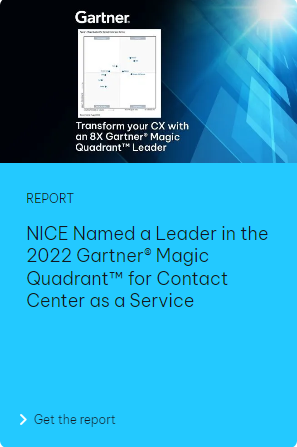 Gartner
Transform your CX with
an 8X Gartner® Magic
Quadrant™ Leader
REPORT
NICE Named a Leader in the
2022 Gartner® Magic
Quadrant™ for Contact
Center as a Service
Get the report